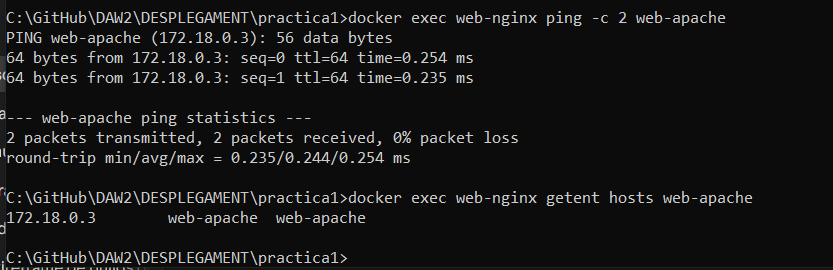 C:\GitHub\DAW2\DESPLEGAMENT\practica1>docker exec web-nginx ping -c 2 web-apache
PING web-apache (172.18.0.3): 56 data bytes
64 bytes from 172.18.0.3: seq=0 ttl=64 time=0.254 ms
64 bytes from 172.18.0.3: seq=1 ttl=64 time=0.235 ms
--- web-apache ping statistics ---
2 packets transmitted, 2 packets received, 0% packet loss
round-trip min/avg/max = 0.235/0.244/0.254 ms
C:\GitHub\DAW2\DESPLEGAMENT\practica1>docker exec web-nginx getent hosts web-apache
172.18.0.3        web-apache  web-apache
C:\GitHub\DAW2\DESPLEGAMENT\practica1>